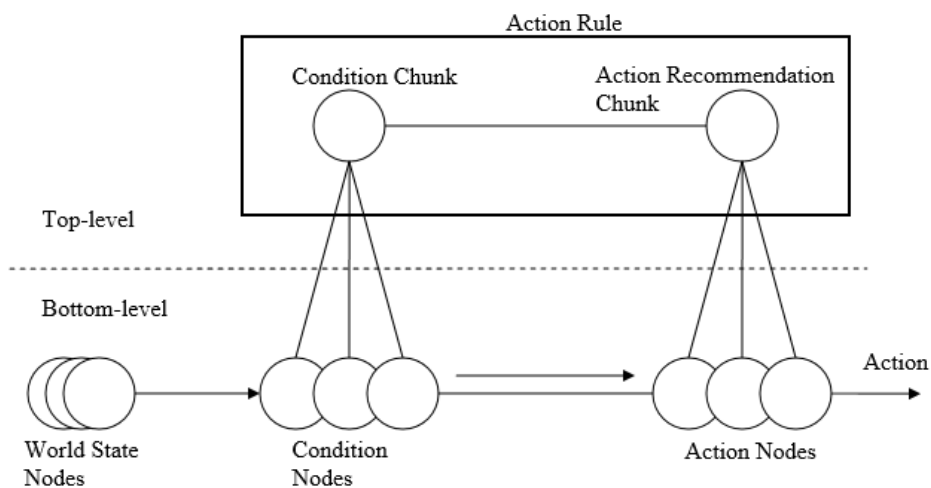 Action Rule
Condition Chunk
Action Recommendation
Chunk
Top-level
Bottom-level
Action
World State
Nodes
Condition
Nodes
Action Nodes